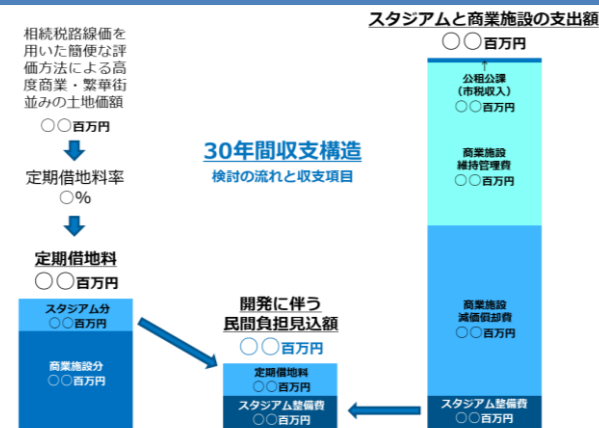 相続税路線価を
用いた簡便な評
価方法による高
度商業・繁華街
並みの土地価額
〇〇百万円
定期借地料率
〇%
定期借地料
〇〇百万円
スタジアム分
〇〇百万円
商業施設分
〇〇百万円
30年間収支構造
検討の流れと収支項目
開発に伴う
民間負担見込額
〇〇百万円
定期借地料
〇〇百万円
スタジアム整備費
〇〇百万円
スタジアムと商業施設の支出額
〇〇百万円
↑
公租公課
(市税収入)
〇〇百万円
商業施設
維持管理費
〇〇百万円
商業施設
減価償却費
〇〇百万円
スタジアム整備費
〇〇百万円